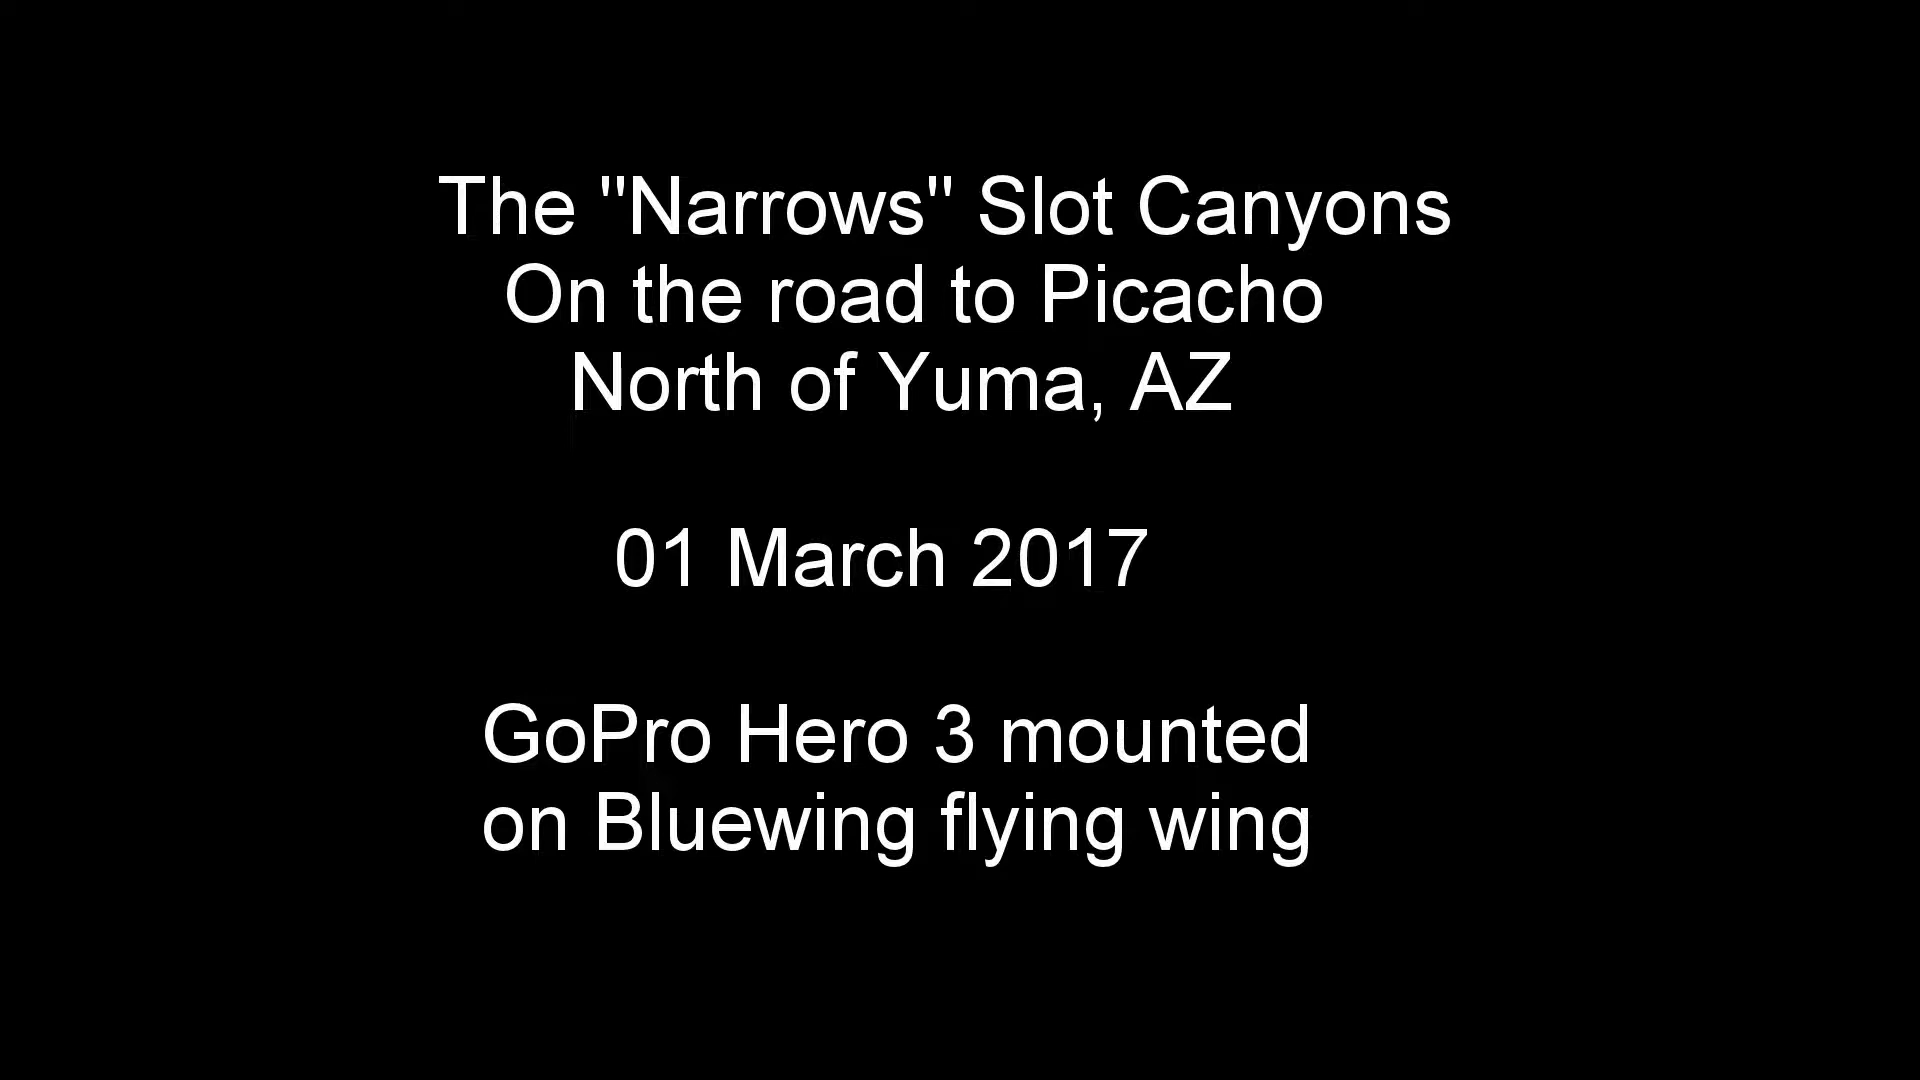 The "Narrows" Slot Canyons
On the road to Picacho
North of Yuma, AZ
01 March 2017
GoPro Hero 3 mounted
on Bluewing flying wing